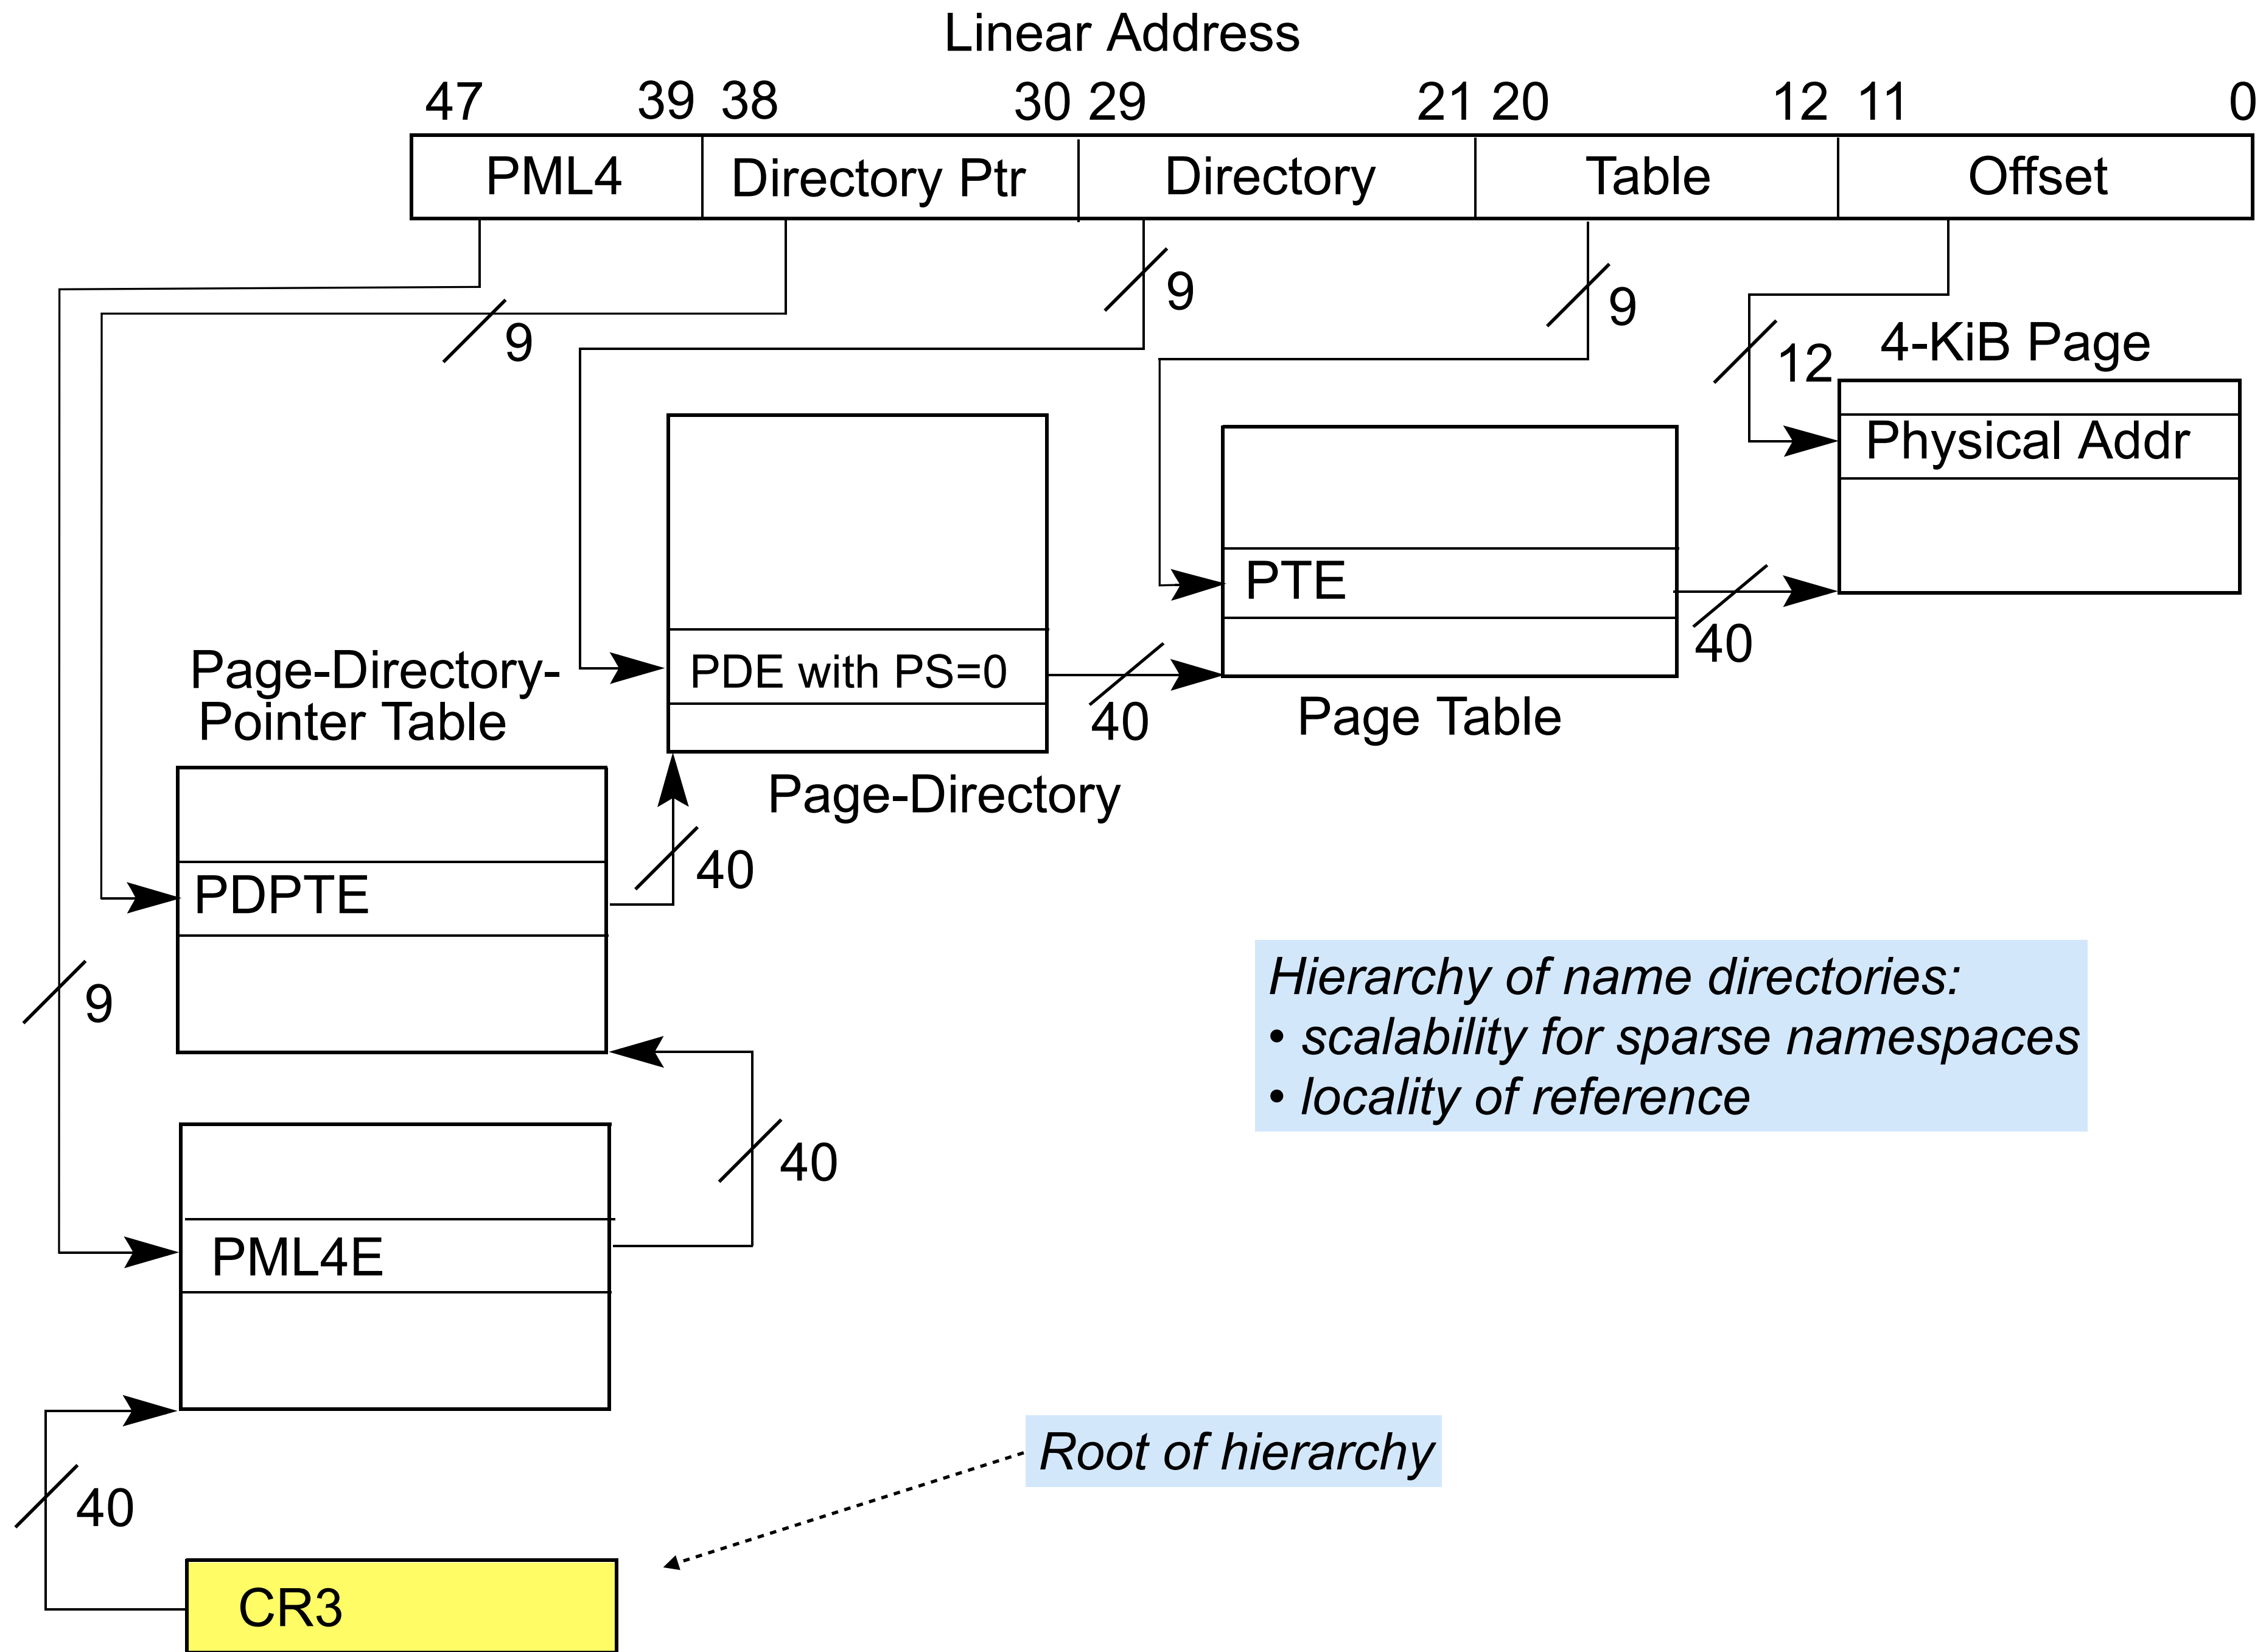 Linear Address
47 39 38 30 29 21 20 12 11 0
PML4 Directory Ptr Directory Table Offset
9 9 9 12
4-KiB Page
Physical Addr
PTE
40
Page Table
PDE with PS=0
40
Page-Directory
Page-Directory-
Pointer Table
PDPTE
40
9
Hierarchy of name directories:
• scalability for sparse namespaces
• locality of reference
40
PML4E
Root of hierarchy
40
CR3